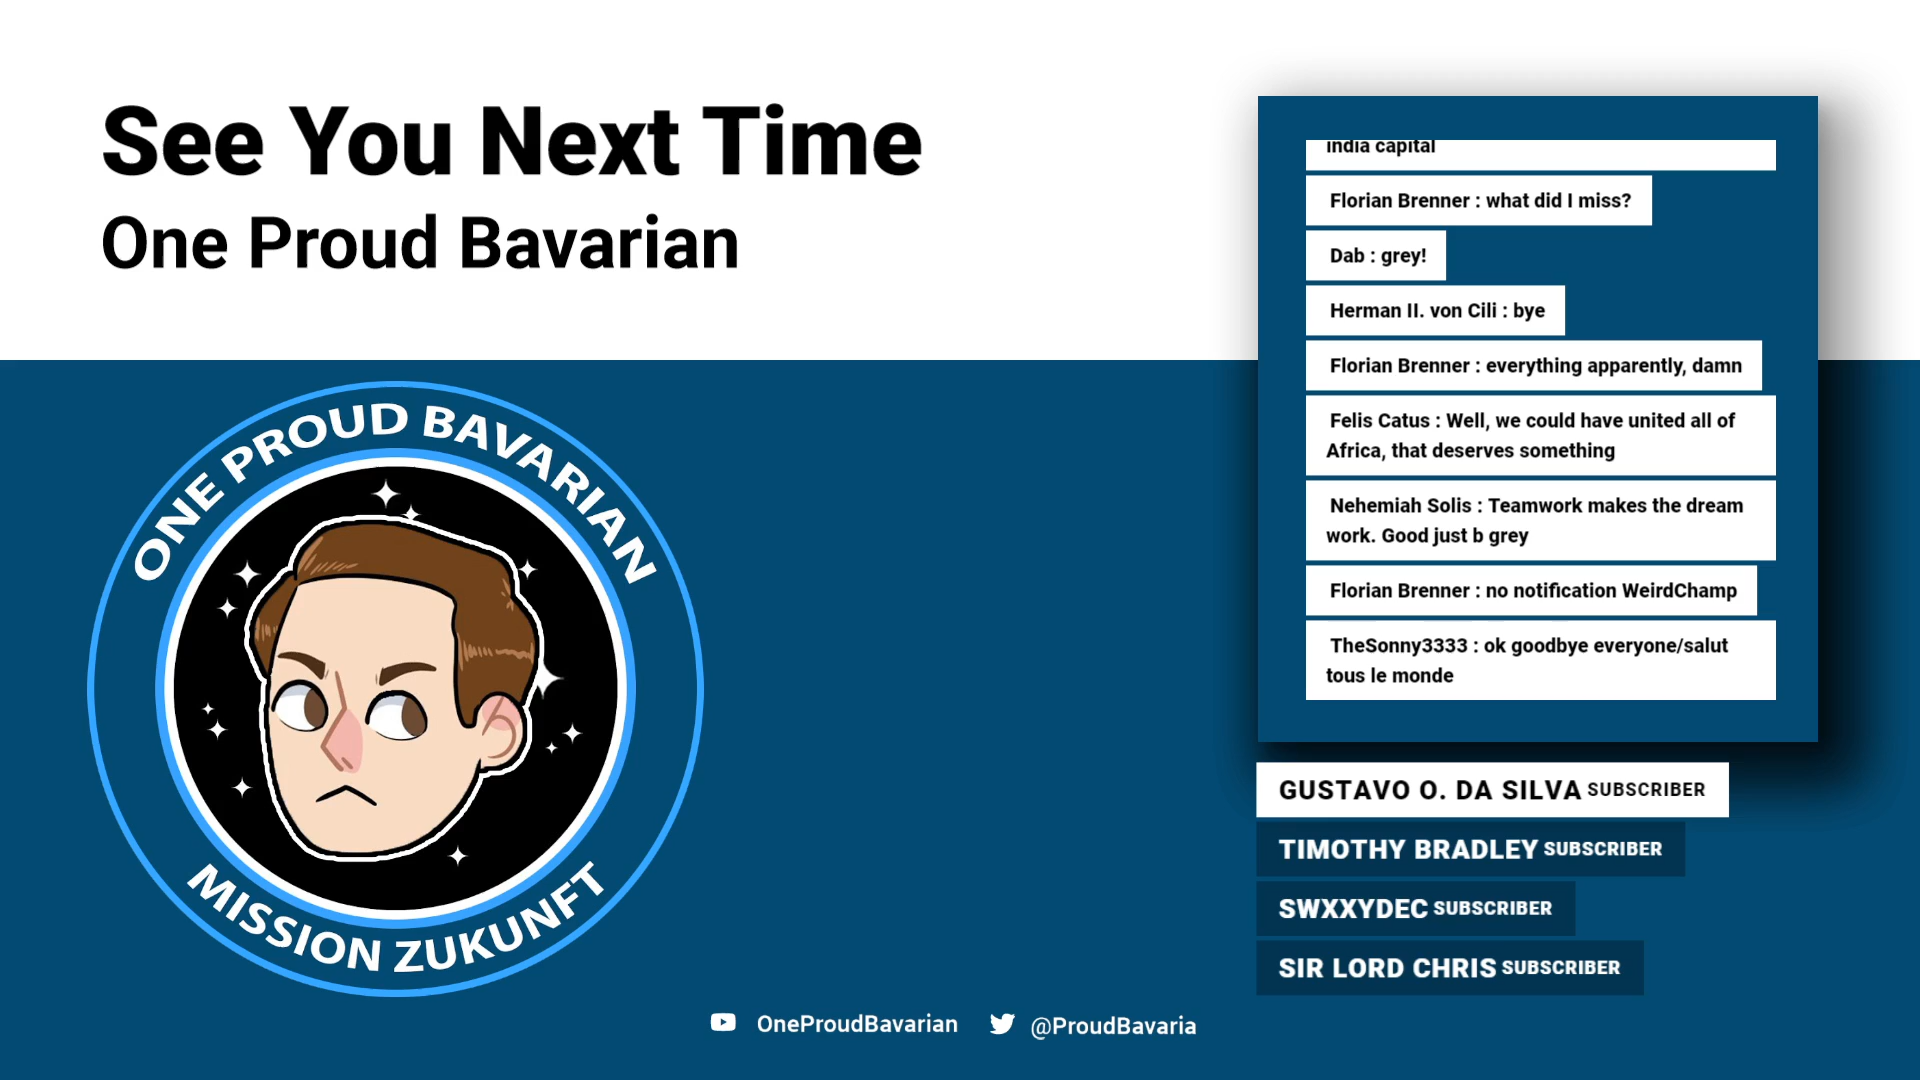 See You Next Time
One Proud Bavarian
ONE PROUD BAVARIAN
MISSION ZUKUNFT
india capital
Florian Brenner : what did I miss?
Dab : grey!
Herman II. von Cili : bye
Florian Brenner : everything apparently, damn
Felis Catus : Well, we could have united all of
Africa, that deserves something
Nehemiah Solis : Teamwork makes the dream
work. Good just b grey
Florian Brenner : no notification WeirdChamp
TheSonny3333 : ok goodbye everyone/salut
tous le monde
GUSTAVO O. DA SILVA SUBSCRIBER
TIMOTHY BRADLEY SUBSCRIBER
SWXXYDEC SUBSCRIBER
SIR LORD CHRIS SUBSCRIBER
OneProudBavarian @ProudBavaria